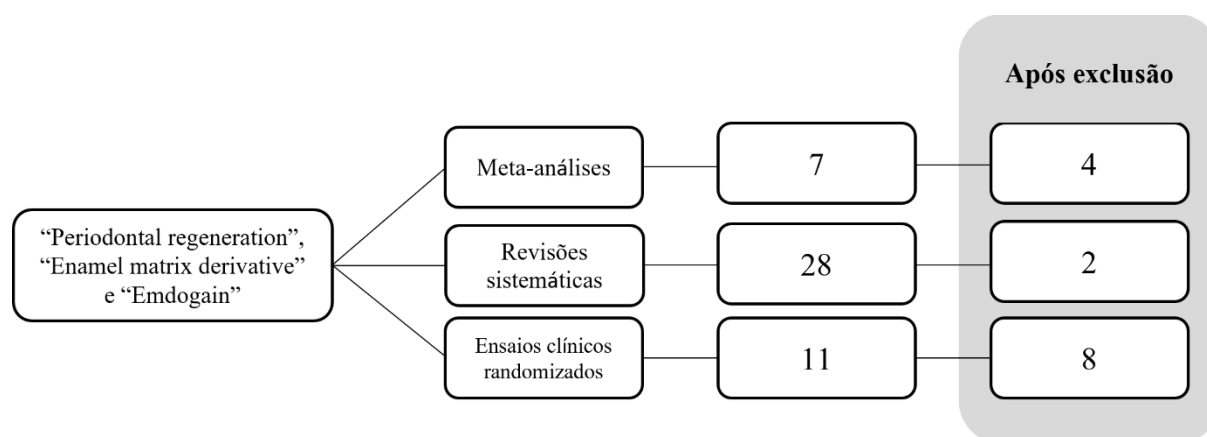 Após exclusão
“Periodontal regeneration”,
“Enamel matrix derivative”
e “Emdogain”
Meta-análises
7
4
Revisões
sistemáticas
28
2
Ensaios clínicos
randomizados
11
8